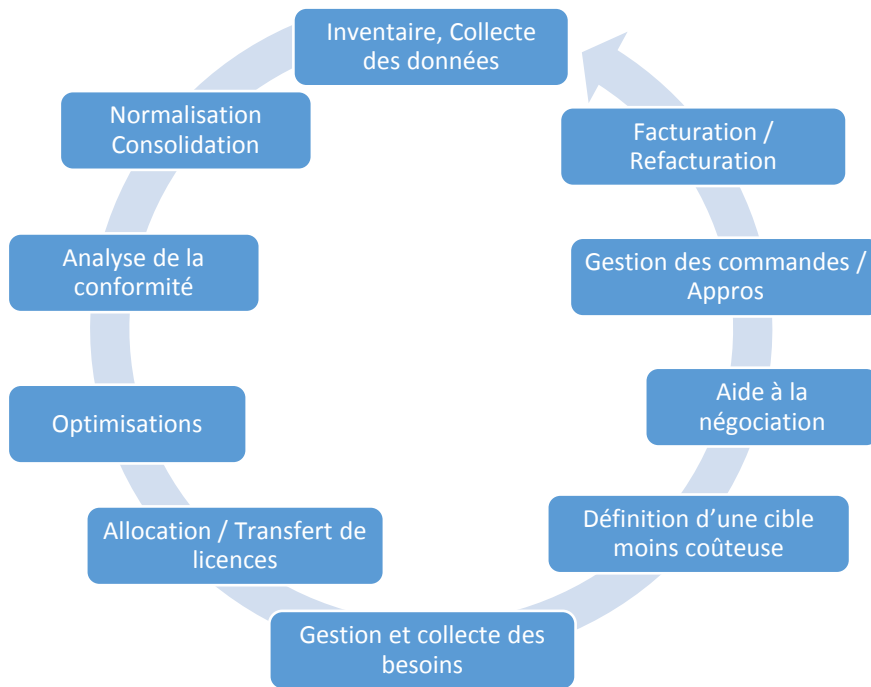 Inventaire, Collecte
des données
Normalisation
Consolidation
Analyse de la
conformité
Optimisations
Allocation / Transfert de
licences
Gestion et collecte des
besoins
Définition d’une cible
moins coûteuse
Aide à la
négociation
Gestion des commandes /
Appros
Facturation /
Refacturation